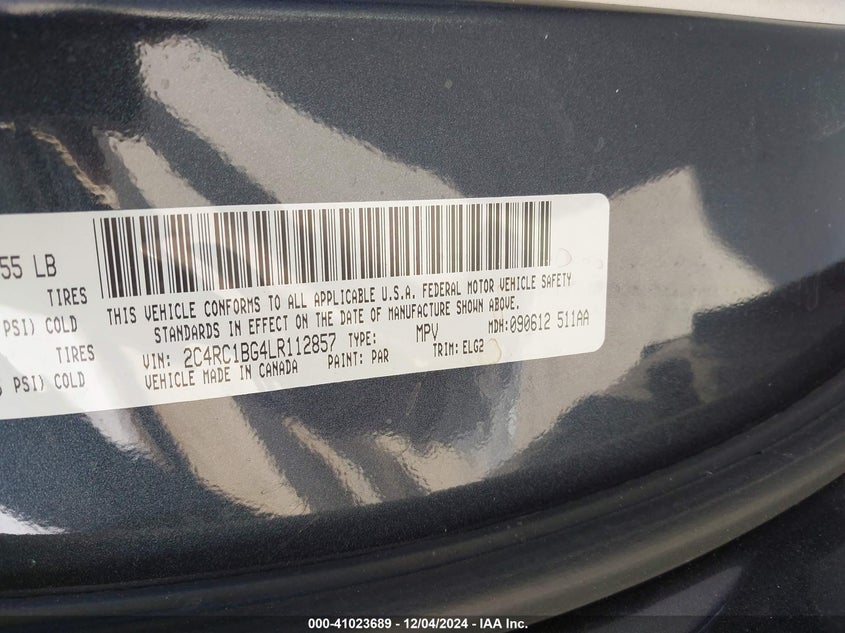 55 LB
TIRES
PSI) COLD
TIRES
PSI) COLD
THIS VEHICLE CONFORMS TO ALL APPLICABLE U.S.A. FEDERAL MOTOR VEHICLE SAFETY
STANDARDS IN EFFECT ON THE DATE OF MANUFACTURE SHOWN ABOVE.
VIN: 2C4RC1BG4LR112857 TYPE: MPV MDH: 090612 511AA
VEHICLE MADE IN CANADA PAINT: PAR TRIM: ELG2
000-41023689 - 12/04/2024 - 772 - IAA Inc.